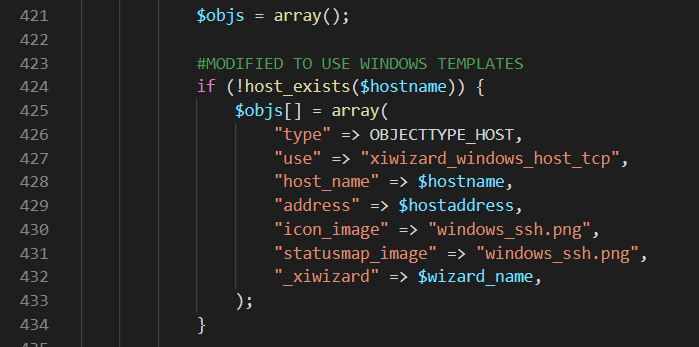 421 $objs = array();
422
423 #MODIFIED TO USE WINDOWS TEMPLATES
424 if (!host_exists($hostname)) {
425 $objs[] = array(
426 "type" => OBJECTTYPE_HOST,
427 "use" => "xiwizard_windows_host_tcp",
428 "host_name" => $hostname,
429 "address" => $hostaddress,
430 "icon_image" => "windows_ssh.png",
431 "statusmap_image" => "windows_ssh.png",
432 "_xiwizard" => $wizard_name,
433 );
434 }